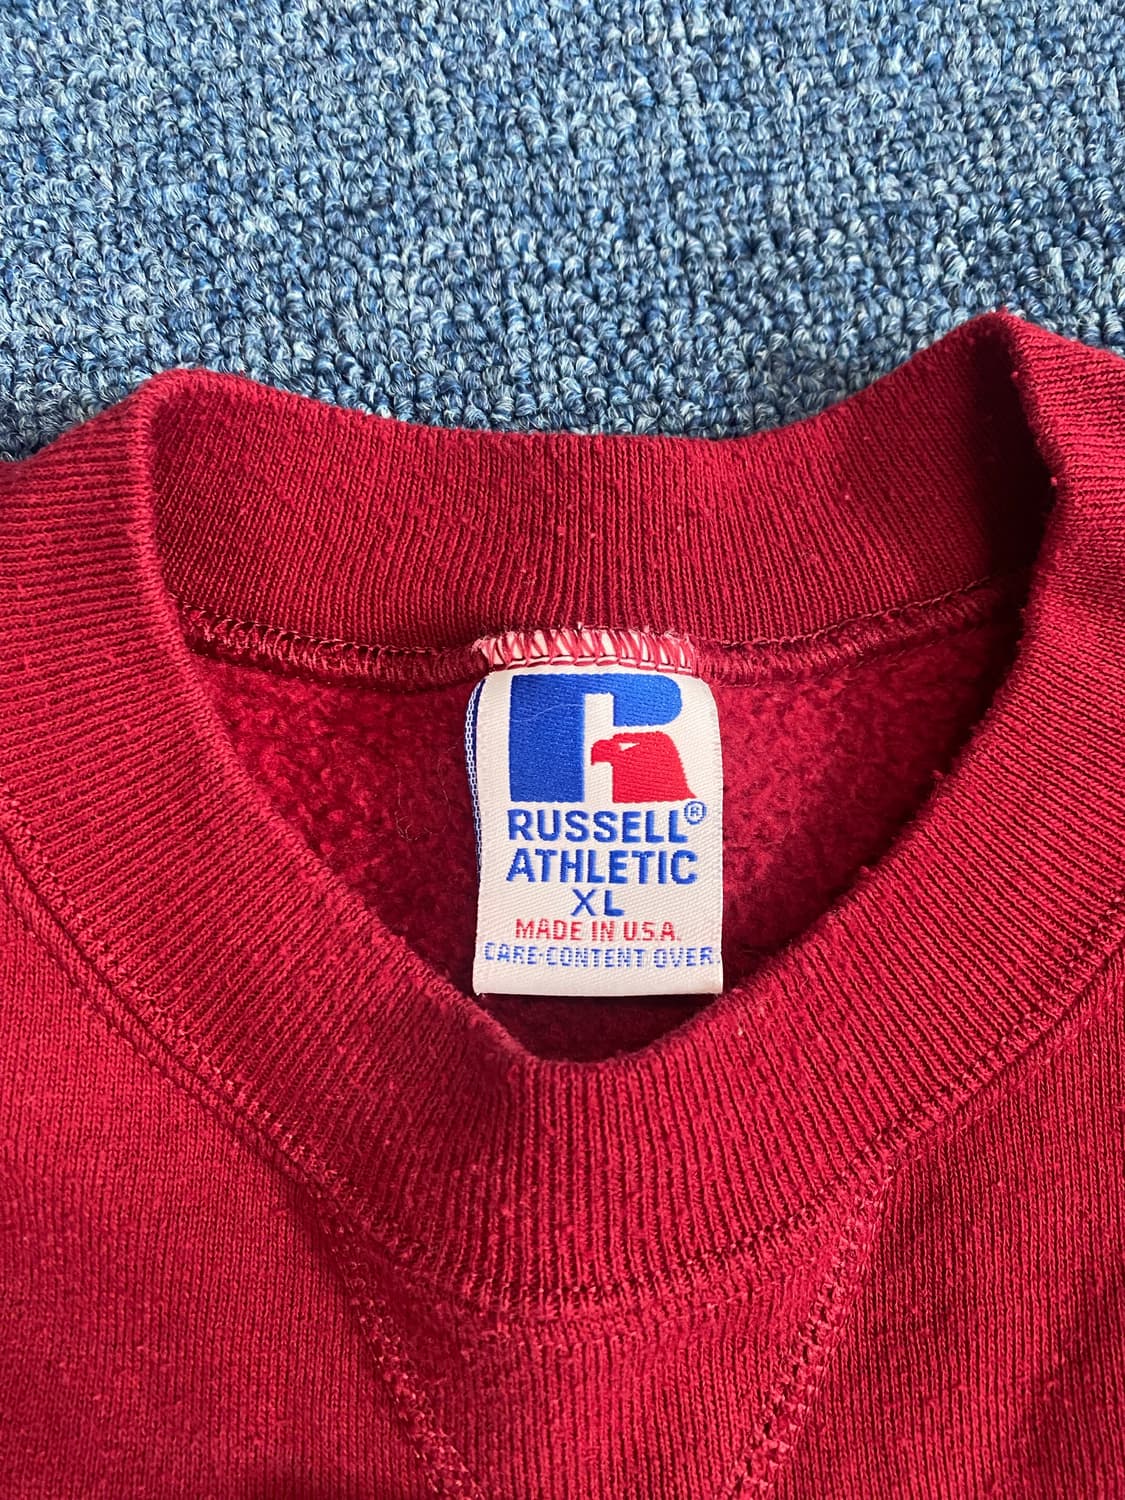 RUSSELL®
ATHLETIC
XL
MADE IN U.S.A.
CARE-CONTENT OVER.